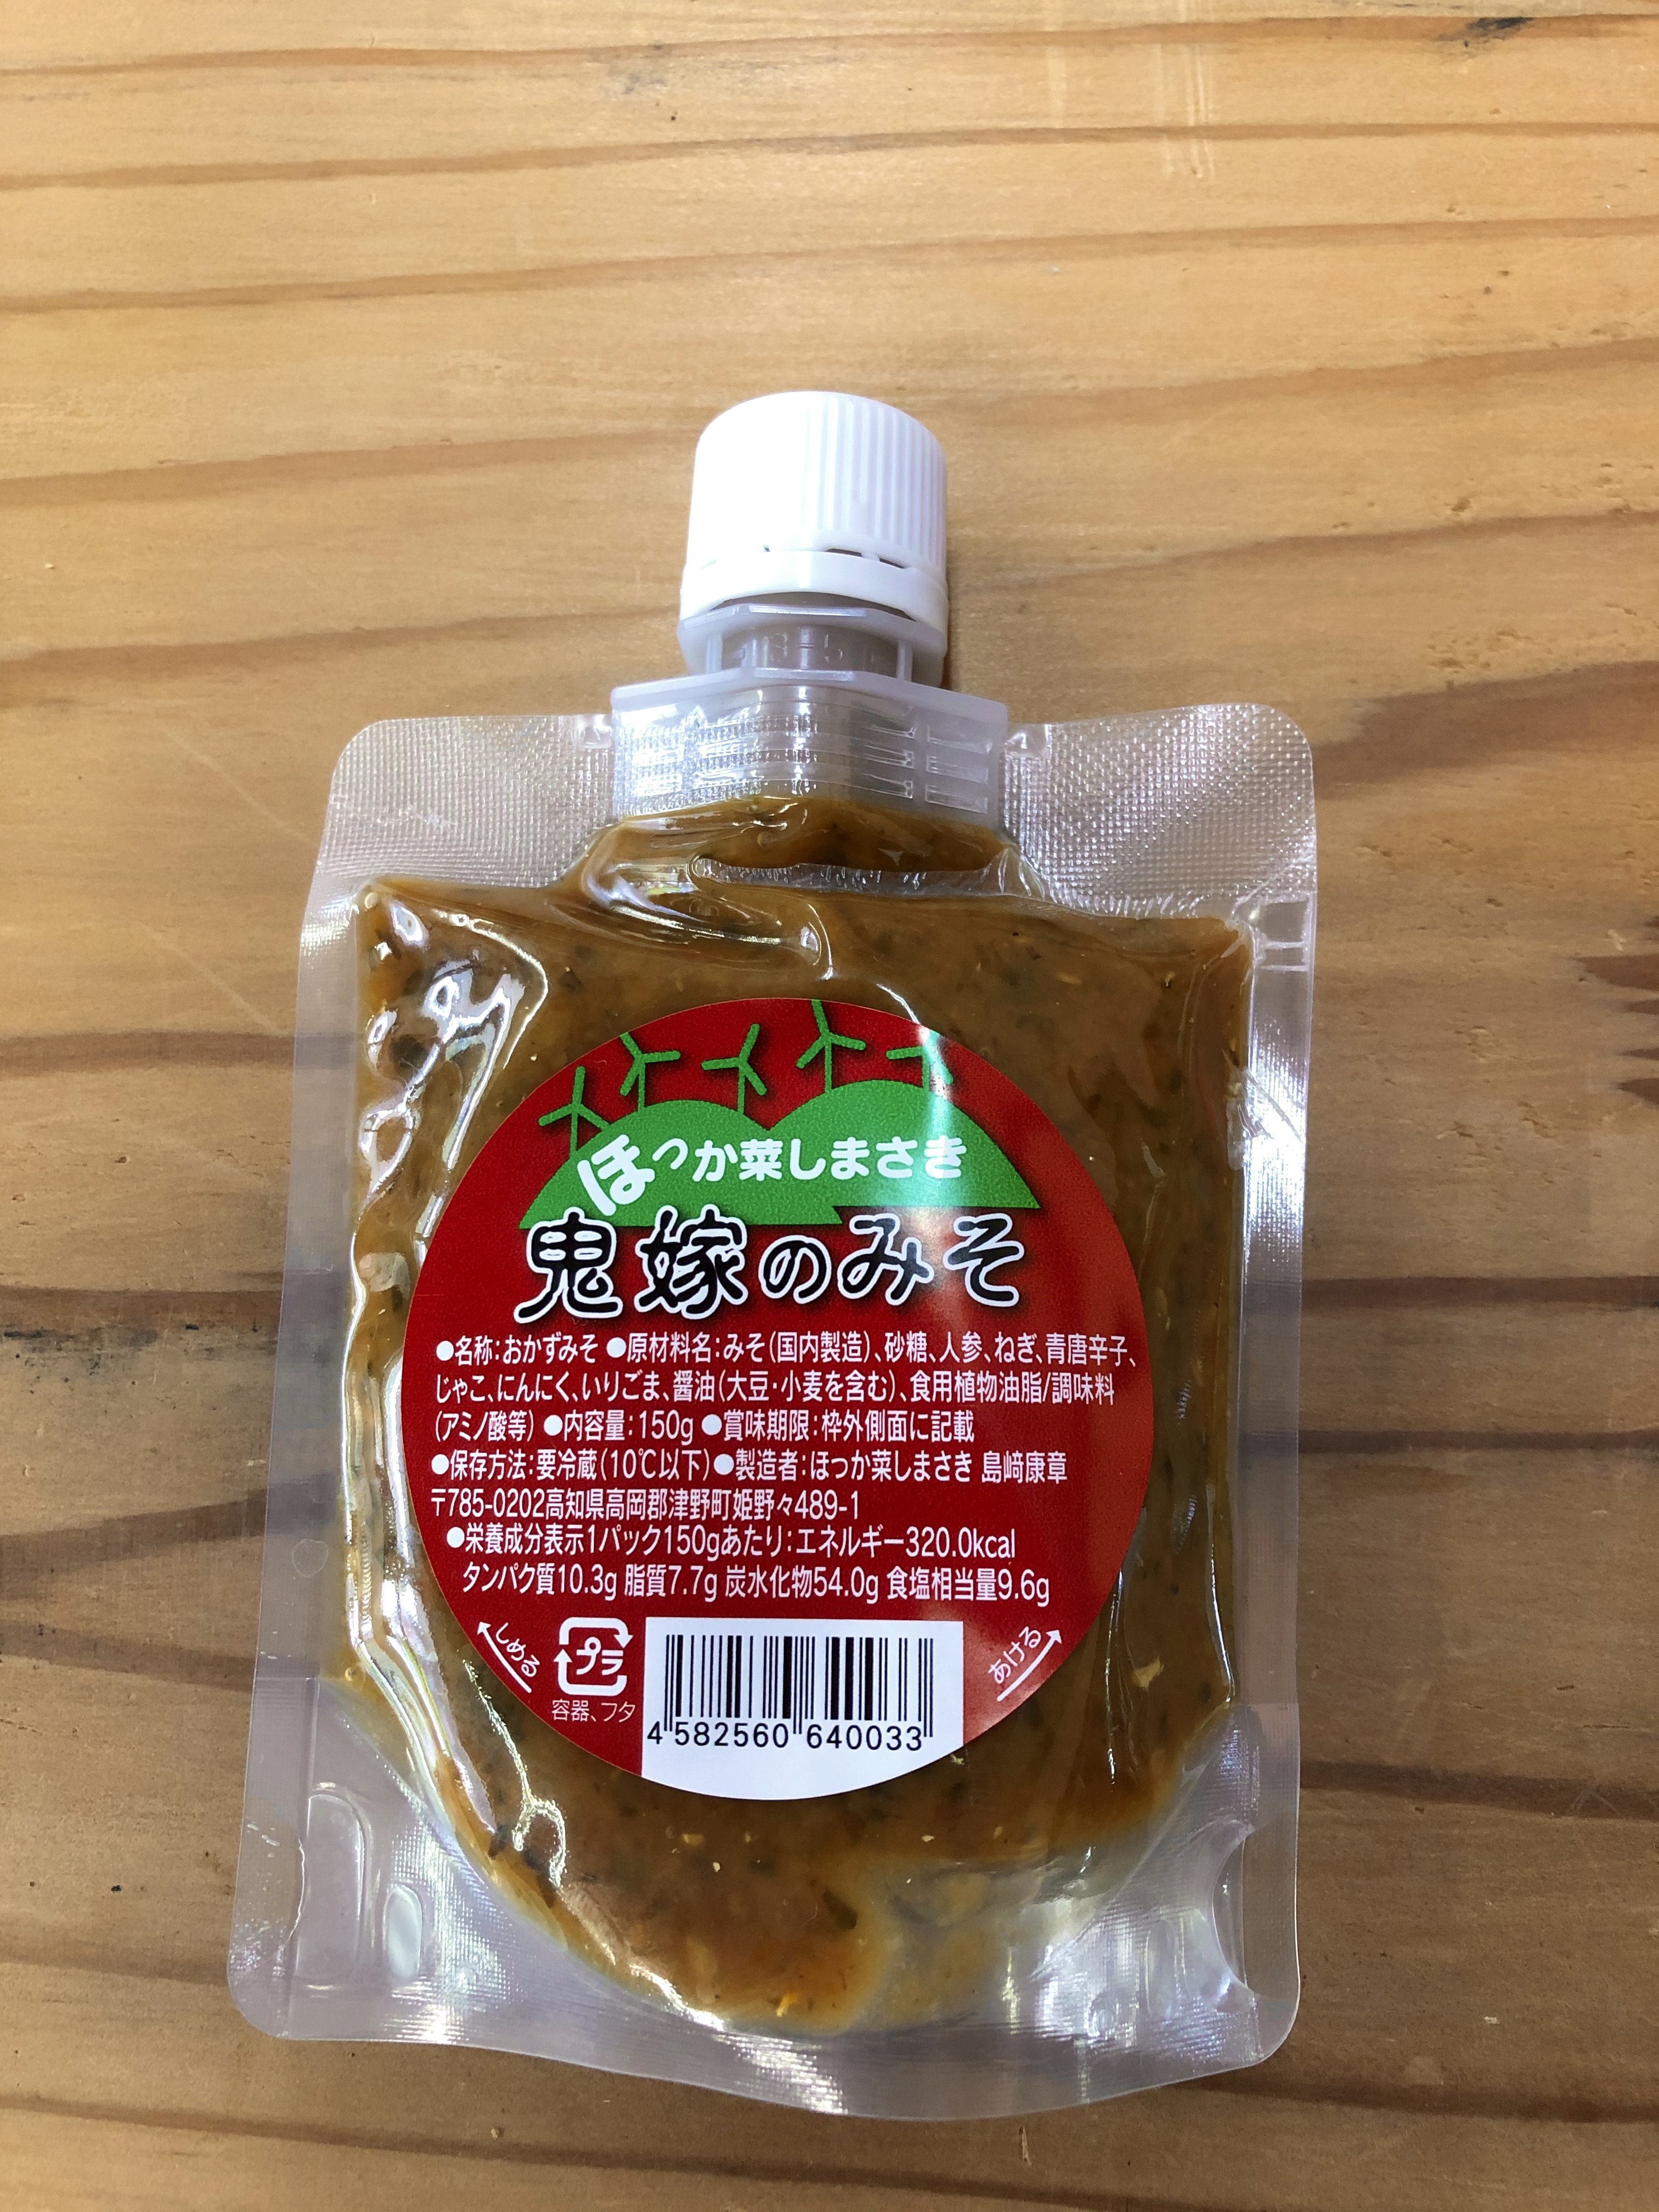 ほっか菜しまさき
鬼嫁のみそ
●名称:おかずみそ ●原材料名:みそ(国内製造)、砂糖、人参、ねぎ、青唐辛子、
じゃこ、にんにく、いりごま、醤油(大豆・小麦を含む)、食用植物油脂/調味料
(アミノ酸等) ●内容量:150g ●賞味期限:枠外側面に記載
●保存方法:要冷蔵(10℃以下)●製造者:ほっか菜しまさき 島﨑康章
〒785-0202高知県高岡郡津野町姫野々489-1
●栄養成分表示1パック150gあたり:エネルギー320.0kcal
タンパク質10.3g 脂質7.7g 炭水化物54.0g 食塩相当量9.6g
しめる
プラ
容器、フタ
あける
4 582560 640033